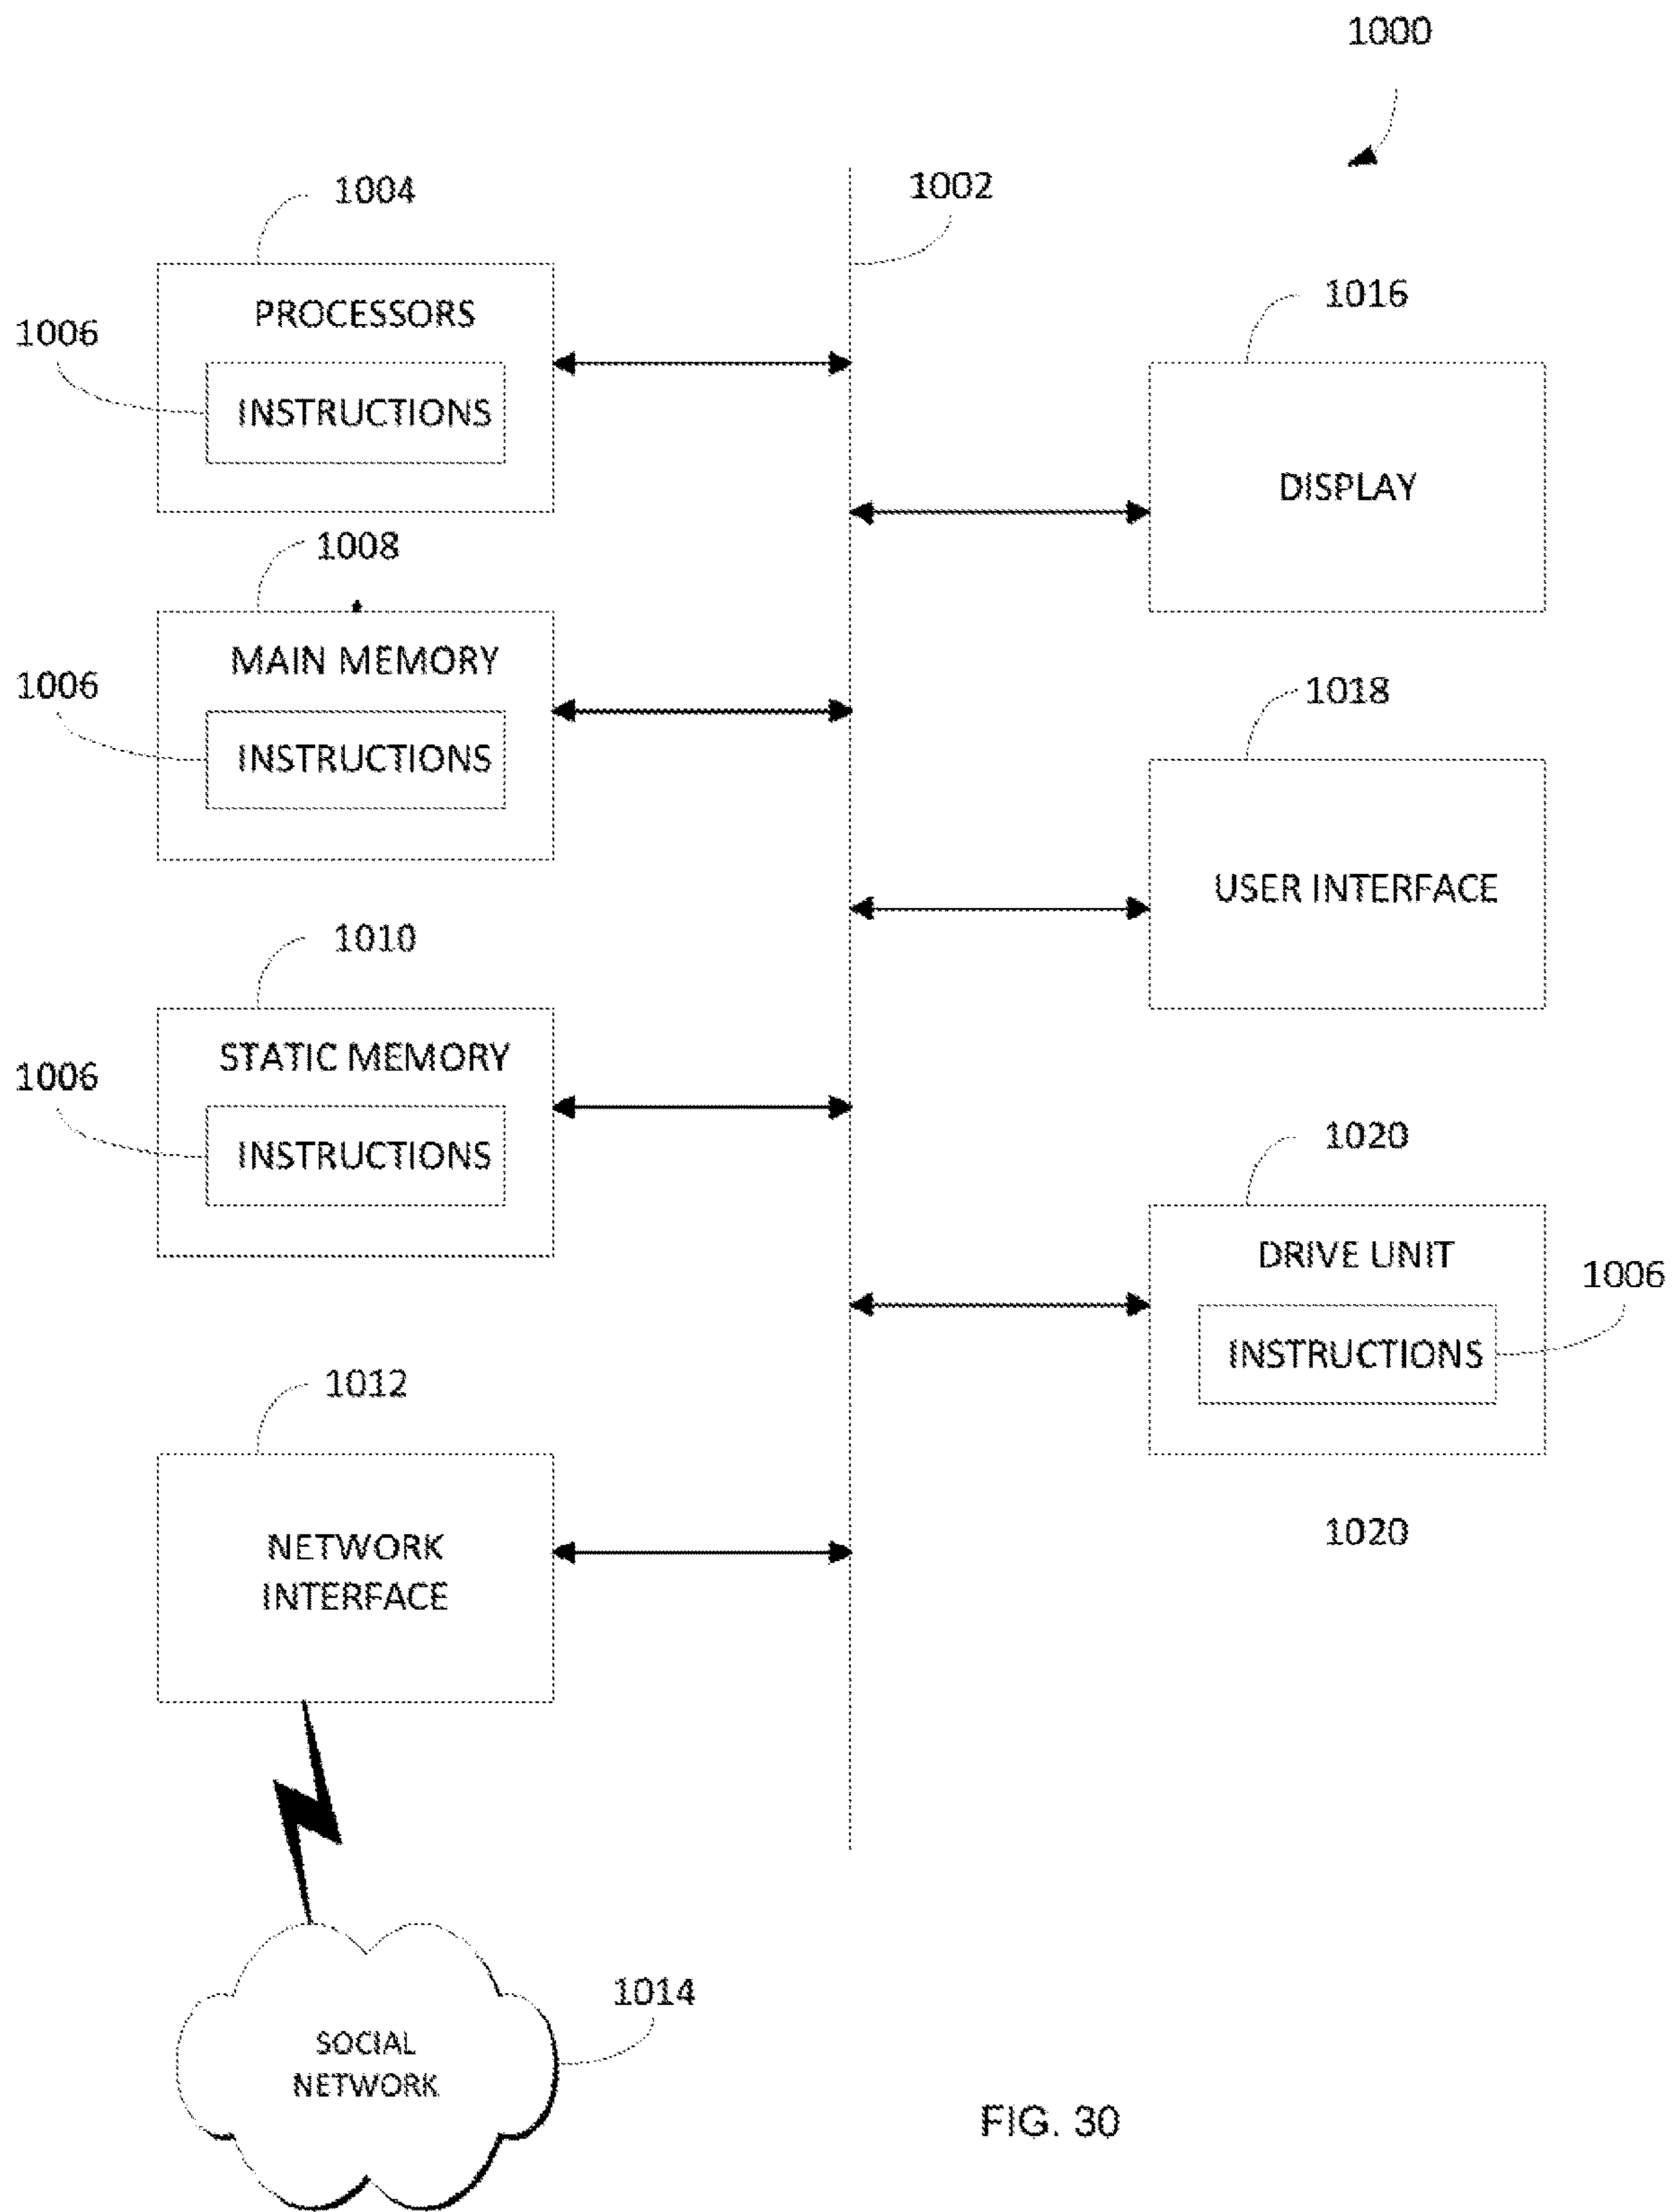 1000
1004
1002
PROCESSORS
1006
INSTRUCTIONS
1016
DISPLAY
1008
MAIN MEMORY
1006
INSTRUCTIONS
1018
USER INTERFACE
1010
STATIC MEMORY
1006
INSTRUCTIONS
1020
DRIVE UNIT
1006
INSTRUCTIONS
1012
NETWORK
INTERFACE
1020
1014
SOCIAL
NETWORK
FIG. 30